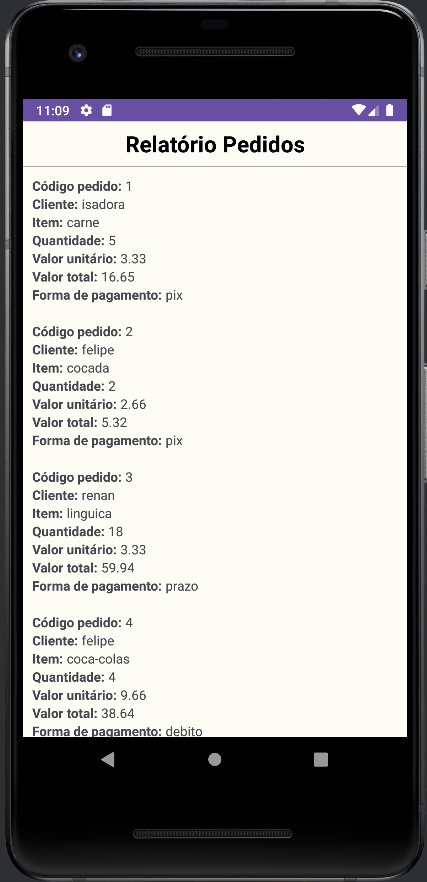 11:09
Relatório Pedidos
Código pedido: 1
Cliente: isadora
Item: carne
Quantidade: 5
Valor unitário: 3.33
Valor total: 16.65
Forma de pagamento: pix
Código pedido: 2
Cliente: felipe
Item: cocada
Quantidade: 2
Valor unitário: 2.66
Valor total: 5.32
Forma de pagamento: pix
Código pedido: 3
Cliente: renan
Item: linguica
Quantidade: 18
Valor unitário: 3.33
Valor total: 59.94
Forma de pagamento: prazo
Código pedido: 4
Cliente: felipe
Item: coca-colas
Quantidade: 4
Valor unitário: 9.66
Valor total: 38.64
Forma de pagamento: debito